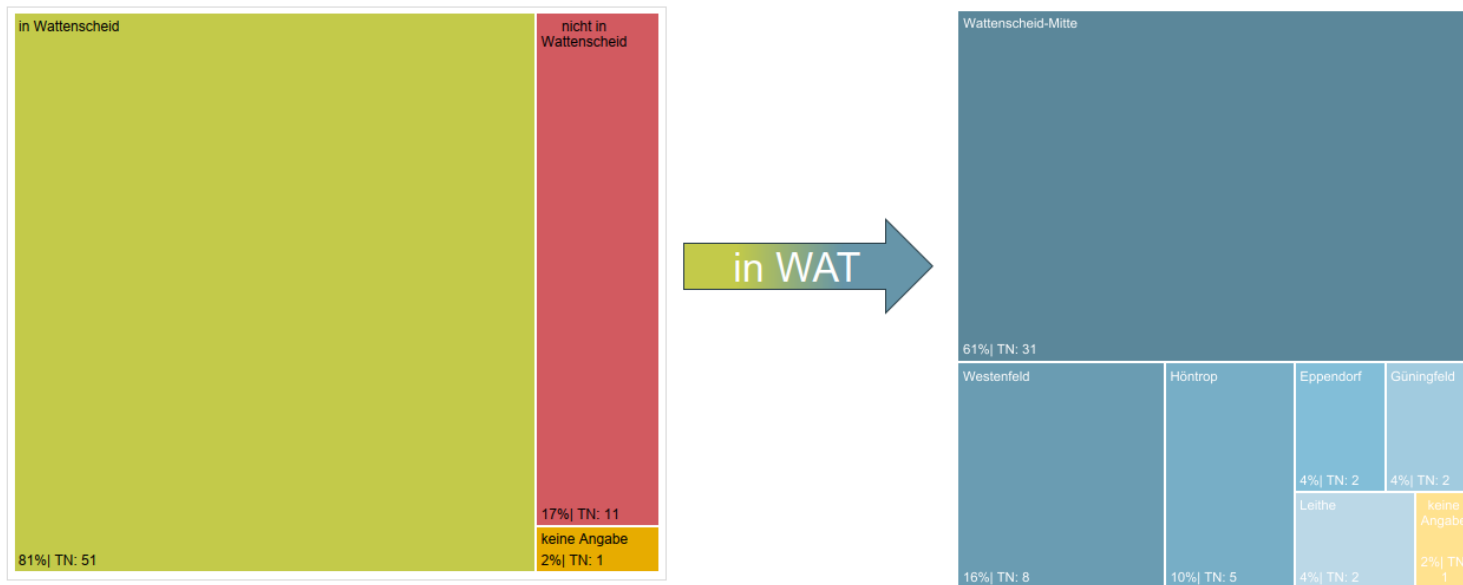 in Wattenscheid
81%| TN: 51
nicht in
Wattenscheid
17%| TN: 11
keine Angabe
2%| TN: 1
in WAT
Wattenscheid-Mitte
61%| TN: 31
Westenfeld
16%| TN: 8
Höntrop
10%| TN: 5
Eppendorf
4%| TN: 2
Güningfeld
4%| TN: 2
Leithe
4%| TN: 2
keine
Angabe
2%| TN:
1